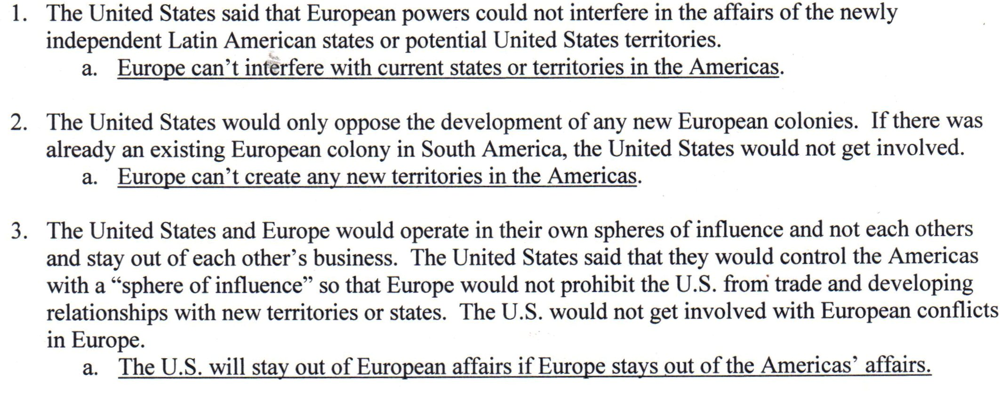 1. The United States said that European powers could not interfere in the affairs of the newly
independent Latin American states or potential United States territories.
a. Europe can't interfere with current states or territories in the Americas.
2. The United States would only oppose the development of any new European colonies. If there was
already an existing European colony in South America, the United States would not get involved.
a. Europe can't create any new territories in the Americas.
3. The United States and Europe would operate in their own spheres of influence and not each others
and stay out of each other's business. The United States said that they would control the Americas
with a “sphere of influence” so that Europe would not prohibit the U.S. from trade and developing
relationships with new territories or states. The U.S. would not get involved with European conflicts
in Europe.
a. The U.S. will stay out of European affairs if Europe stays out of the Americas' affairs.